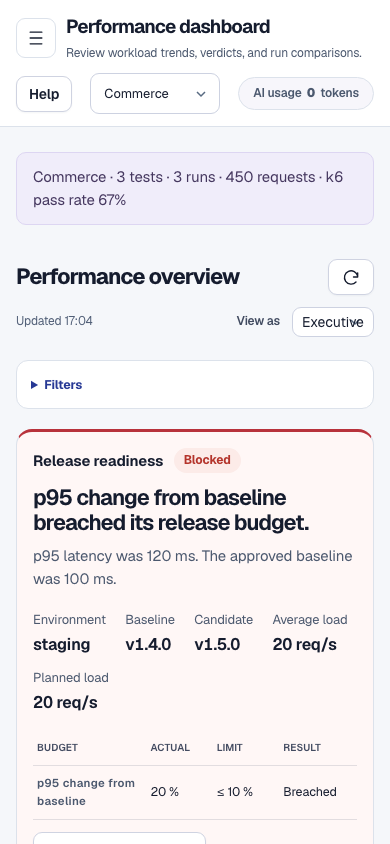 Performance dashboard
Review workload trends, verdicts, and run comparisons.
Help
Commerce
AI usage 0 tokens
Commerce · 3 tests · 3 runs · 450 requests · k6
pass rate 67%
Performance overview
Updated 17:04
View as
Executive
Filters
Release readiness
Blocked
p95 change from baseline
breached its release budget.
p95 latency was 120 ms. The approved baseline
was 100 ms.
Environment Baseline Candidate Average load
staging v1.4.0 v1.5.0 20 req/s
Planned load
20 req/s
BUDGET ACTUAL LIMIT RESULT
p95 change from
baseline
20 % ≤ 10 % Breached